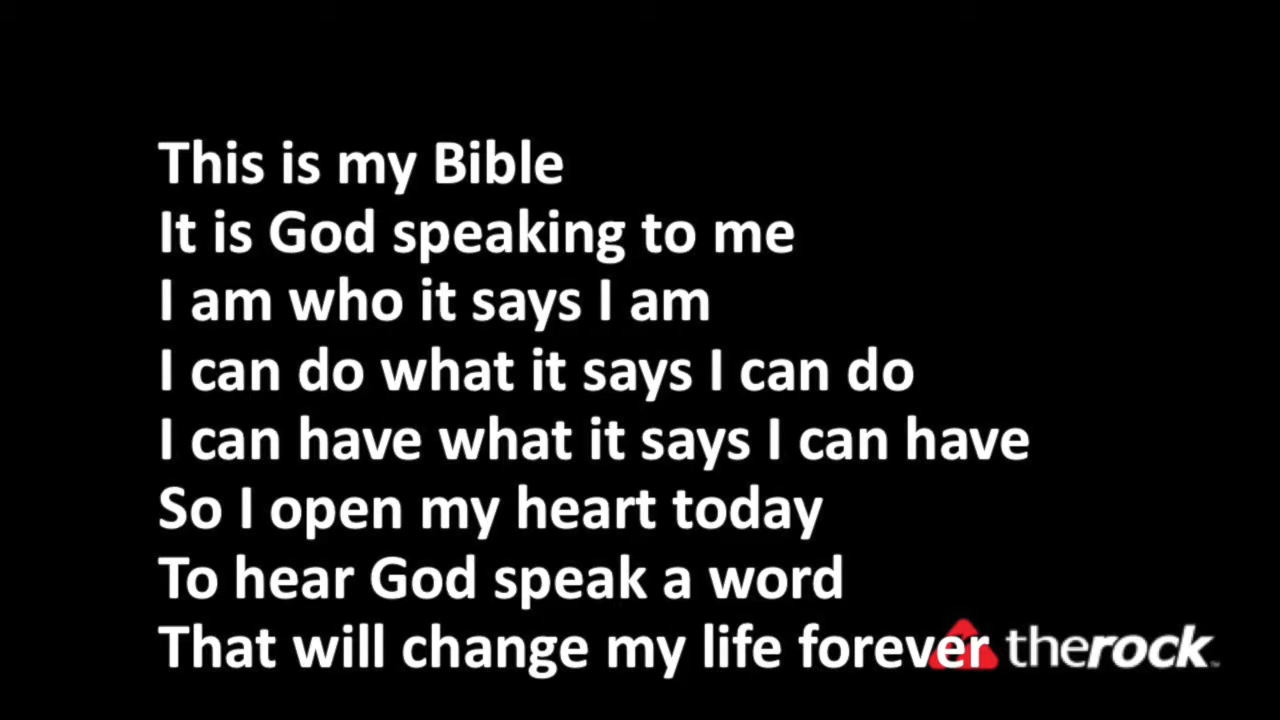 This is my Bible
It is God speaking to me
I am who it says I am
I can do what it says I can do
I can have what it says I can have
So I open my heart today
To hear God speak a word
That will change my life forever
therock